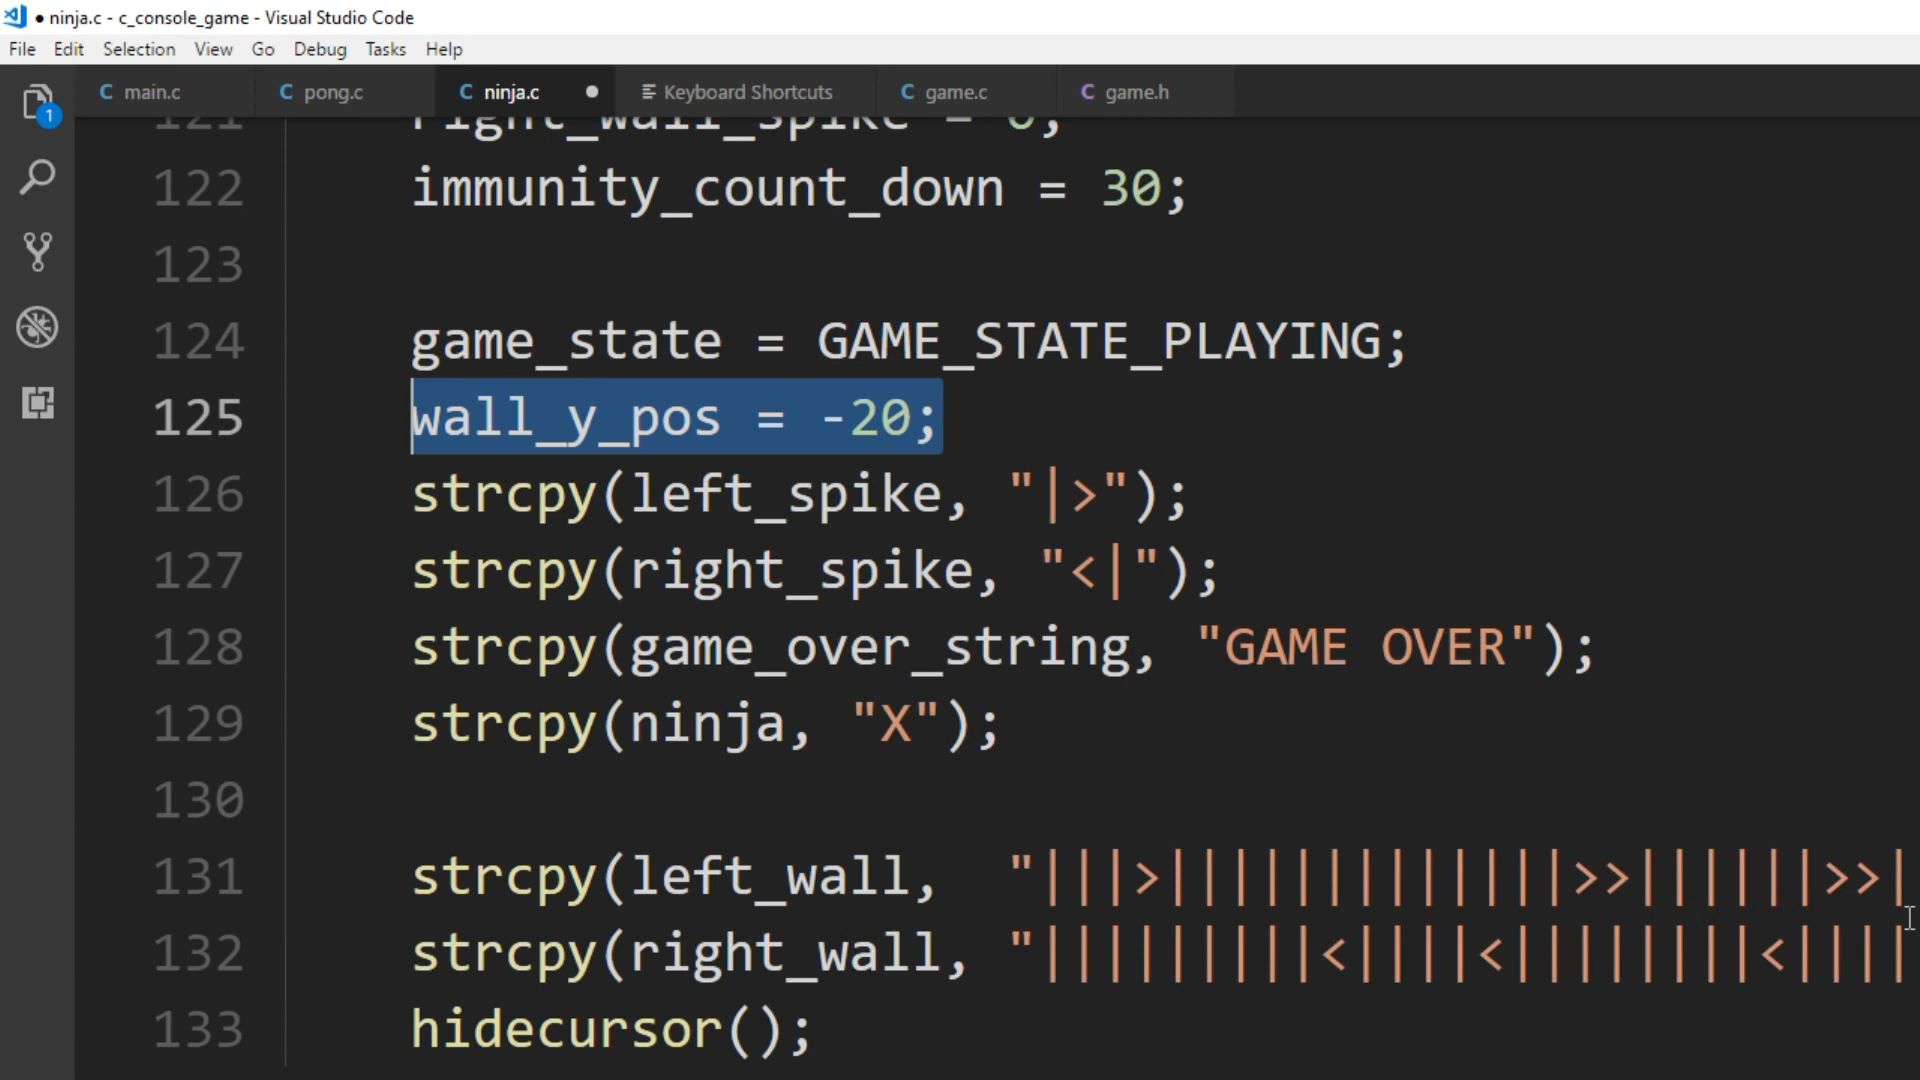 ● ninja.c - c_console_game - Visual Studio Code
File Edit Selection View Go Debug Tasks Help
C main.c C pong.c C ninja.c ● Keyboard Shortcuts C game.c C game.h
1
121 right_wall_spike = 0;
122 immunity_count_down = 30;
123
124 game_state = GAME_STATE_PLAYING;
125 wall_y_pos = -20;
126 strcpy(left_spike, "|>");
127 strcpy(right_spike, "<|");
128 strcpy(game_over_string, "GAME OVER");
129 strcpy(ninja, "X");
130
131 strcpy(left_wall, "|||>|||||||||||||>>||||||>>|
132 strcpy(right_wall, "|||||||||<||||<||||||||<||||
133 hidecursor();